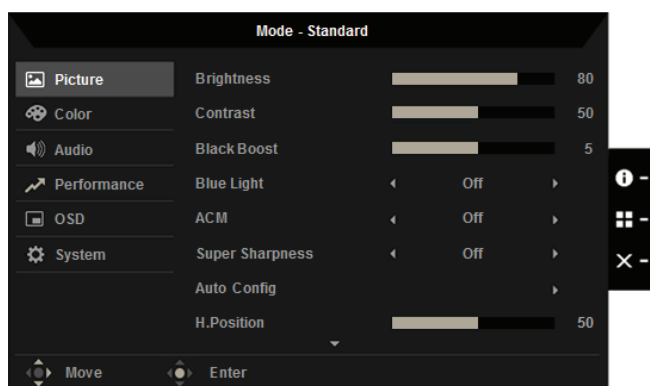 Mode - Standard
Picture
Brightness 80
Color
Contrast 50
Audio
Black Boost 5
Performance
Blue Light Off
OSD
ACM Off
System
Super Sharpness Off
Auto Config
H.Position 50
Move Enter